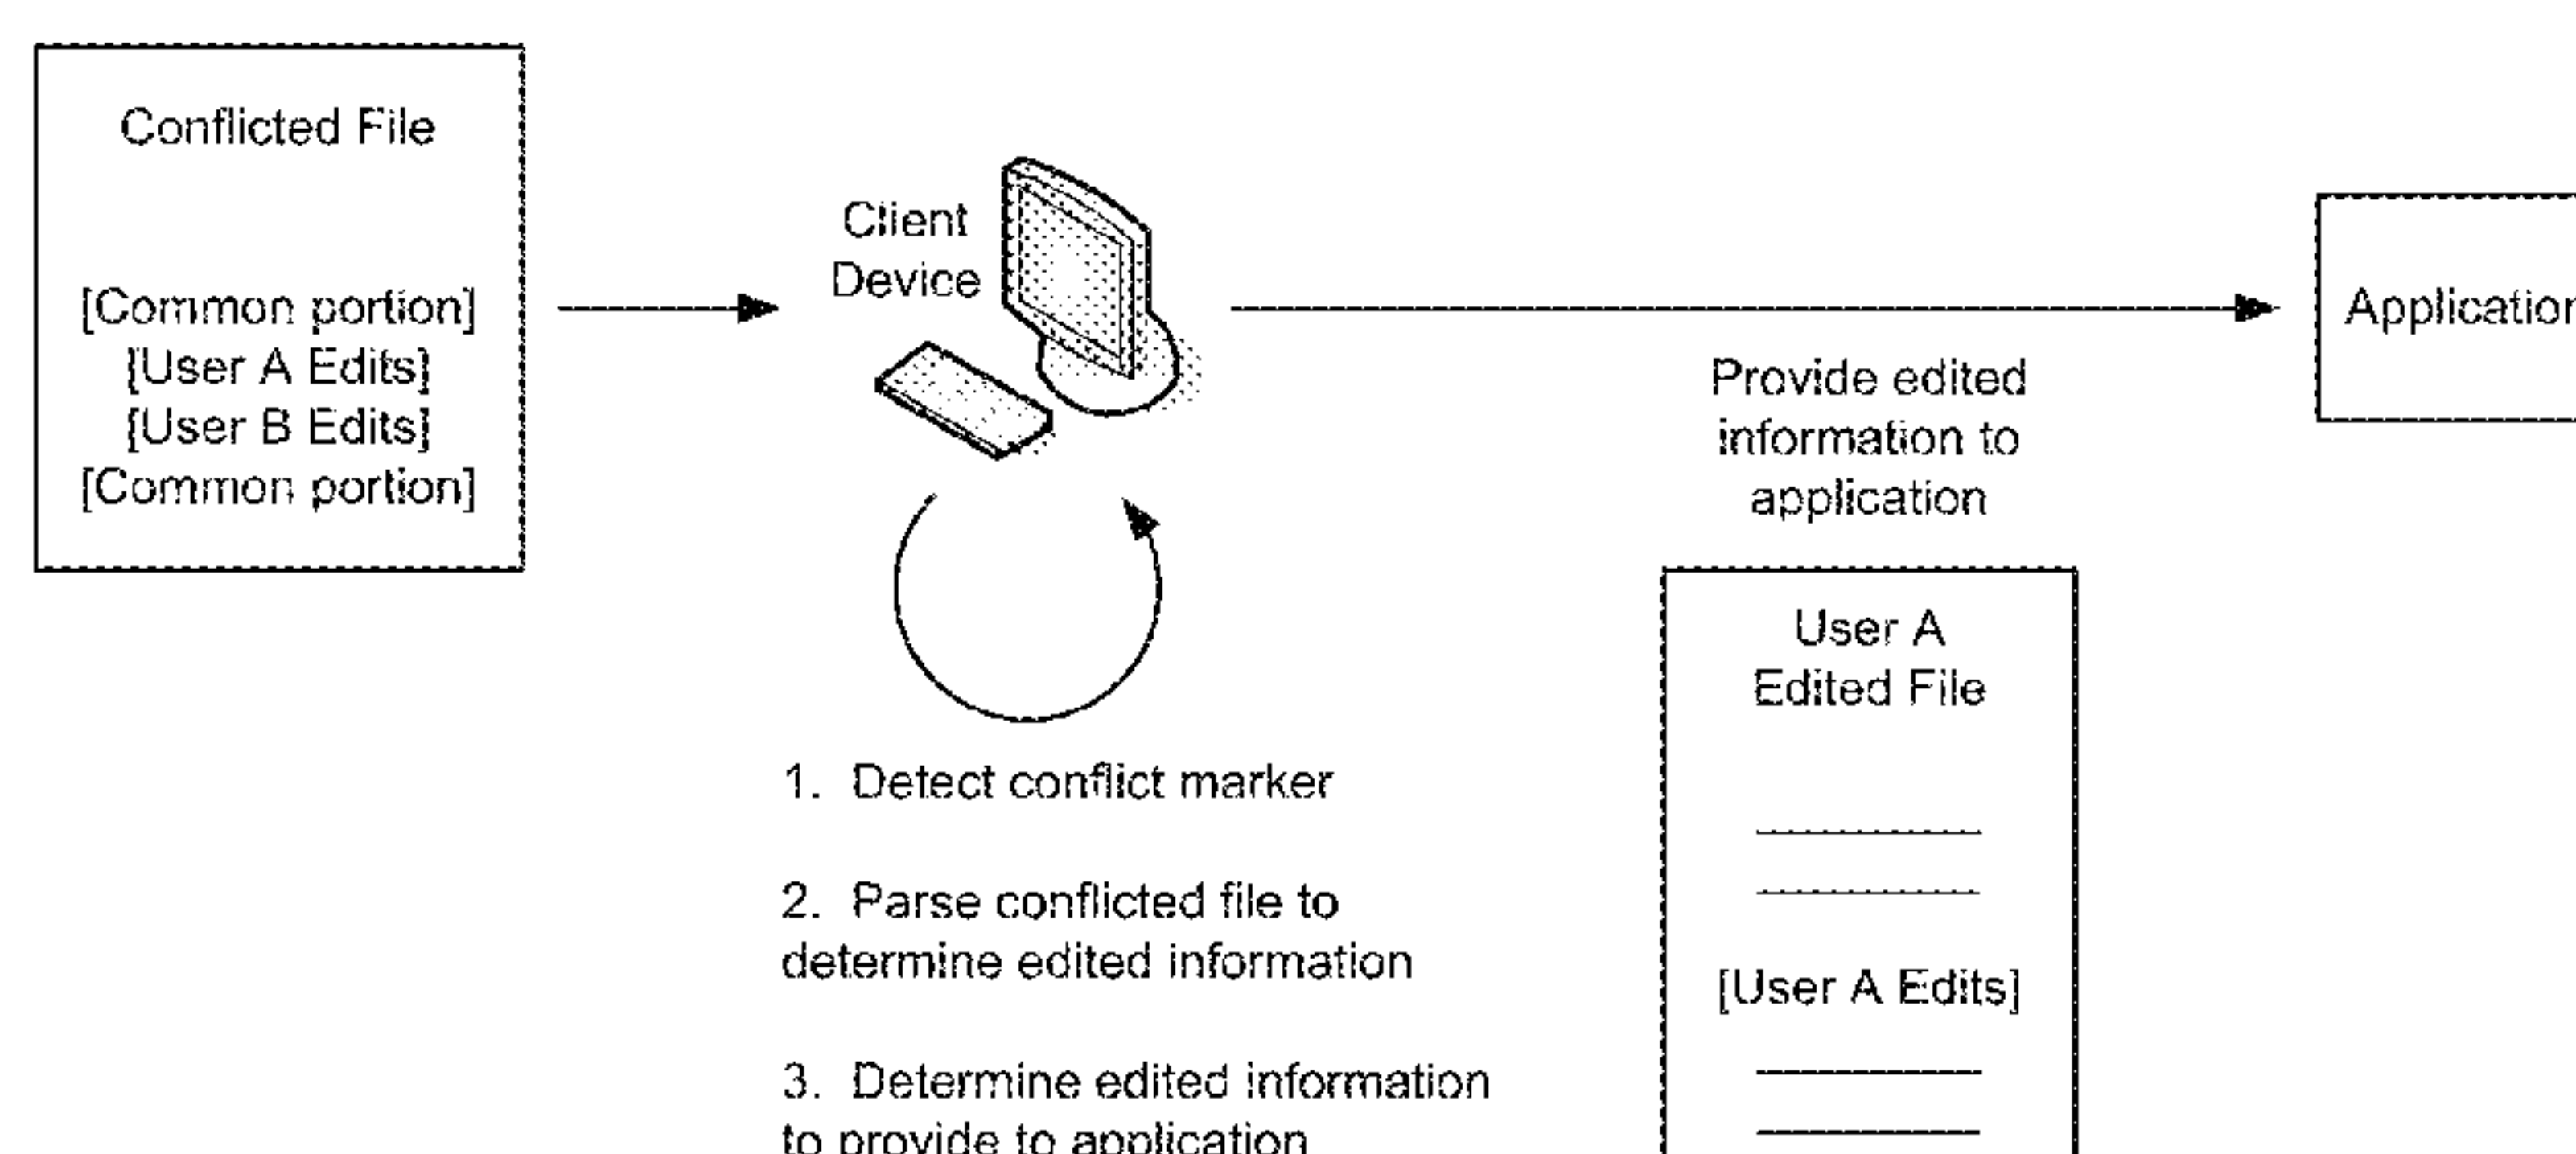 Conflicted File
[Common portion]
[User A Edits]
[User B Edits]
[Common portion]
Client
Device
1. Detect conflict marker
2. Parse conflicted file to
determine edited information
3. Determine edited information
to provide to application
Provide edited
information to
application
User A
Edited File
[User A Edits]
Application